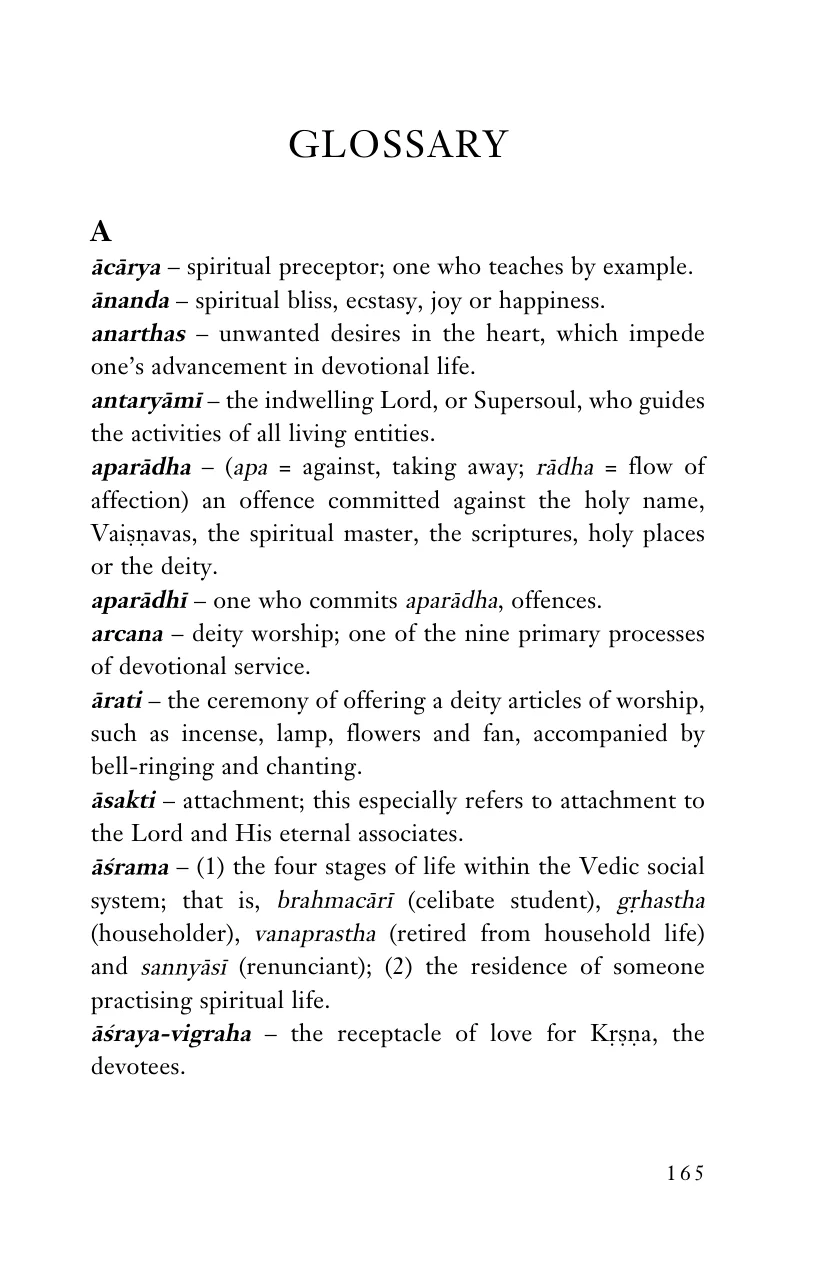 GLOSSARY
A
ācārya – spiritual preceptor; one who teaches by example.
ānanda – spiritual bliss, ecstasy, joy or happiness.
anarthas – unwanted desires in the heart, which impede
one’s advancement in devotional life.
antaryāmī – the indwelling Lord, or Supersoul, who guides
the activities of all living entities.
aparādha – (apa = against, taking away; rādha = flow of
affection) an offence committed against the holy name,
Vaiṣṇavas, the spiritual master, the scriptures, holy places
or the deity.
aparādhī – one who commits aparādha, offences.
arcana – deity worship; one of the nine primary processes
of devotional service.
ārati – the ceremony of offering a deity articles of worship,
such as incense, lamp, flowers and fan, accompanied by
bell-ringing and chanting.
āsakti – attachment; this especially refers to attachment to
the Lord and His eternal associates.
āśrama – (1) the four stages of life within the Vedic social
system; that is, brahmacārī (celibate student), gṛhastha
(householder), vanaprastha (retired from household life)
and sannyāsī (renunciant); (2) the residence of someone
practising spiritual life.
āśraya-vigraha – the receptacle of love for Kṛṣṇa, the
devotees.
165